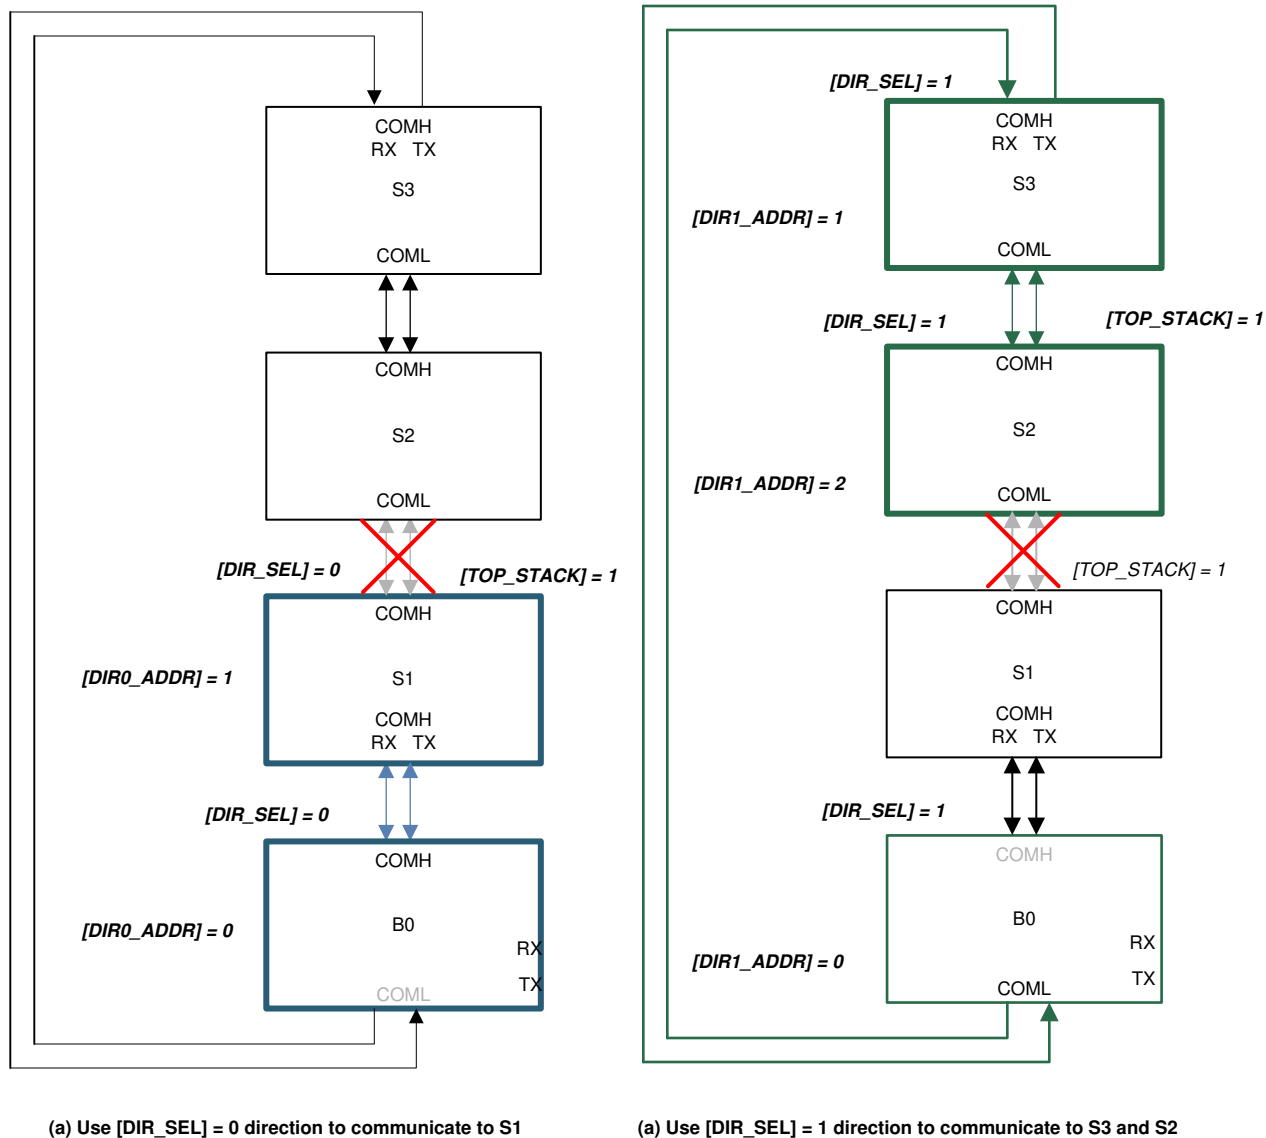 COMH
RX TX
S3
COML
COMH
S2
COML
[DIR_SEL] = 0
[TOP_STACK] = 1
COMH
[DIR0_ADDR] = 1
S1
COMH
RX TX
[DIR_SEL] = 0
COMH
B0
[DIR0_ADDR] = 0
RX
TX
COML
(a) Use [DIR_SEL] = 0 direction to communicate to S1
[DIR_SEL] = 1
COMH
RX TX
S3
[DIR1_ADDR] = 1
COML
[DIR_SEL] = 1
[TOP_STACK] = 1
COMH
S2
[DIR1_ADDR] = 2
COML
[TOP_STACK] = 1
COMH
S1
COMH
RX TX
[DIR_SEL] = 1
COMH
B0
RX
[DIR1_ADDR] = 0
TX
COML
(a) Use [DIR_SEL] = 1 direction to communicate to S3 and S2